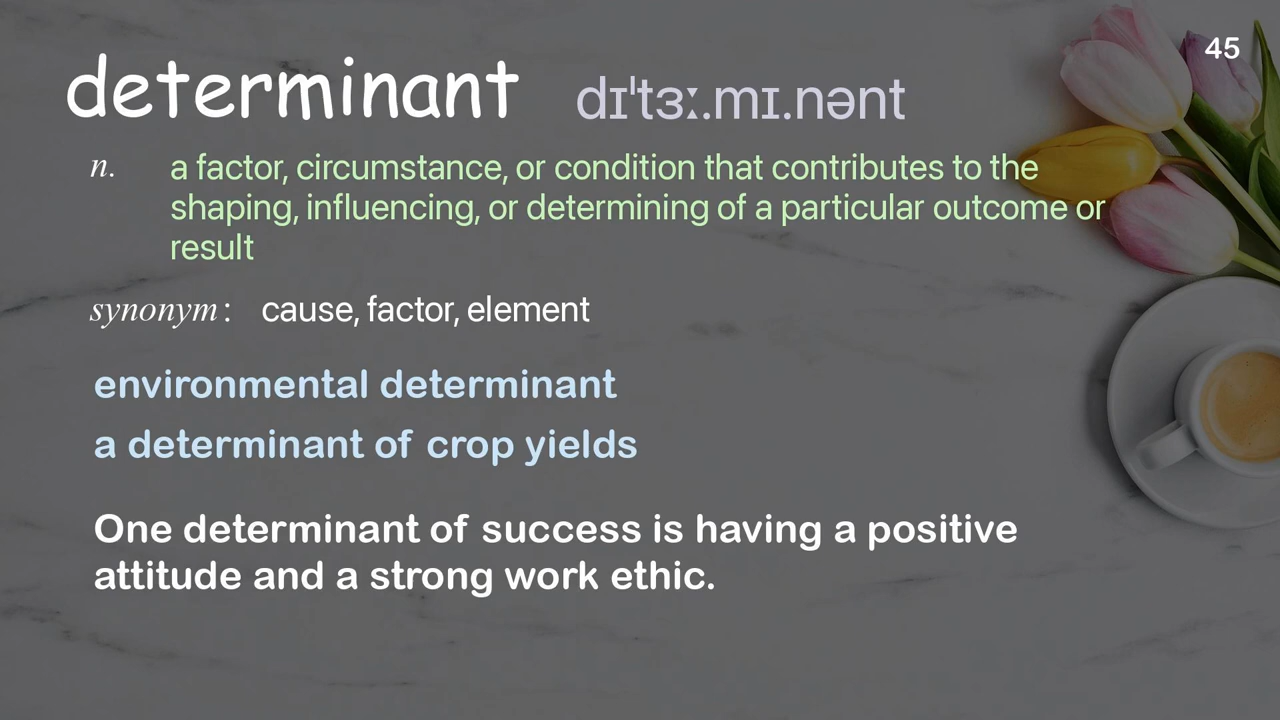 45
determinant dɪˈtɜː.mɪ.nənt
n. a factor, circumstance, or condition that contributes to the
shaping, influencing, or determining of a particular outcome or
result
synonym: cause, factor, element
environmental determinant
a determinant of crop yields
One determinant of success is having a positive
attitude and a strong work ethic.